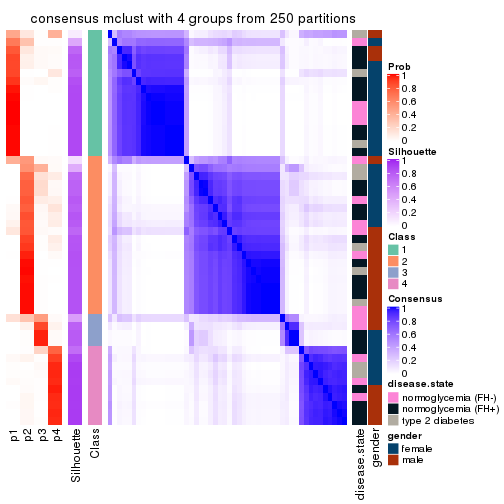 consensus mclust with 4 groups from 250 partitions
Prob
1
0.8
0.6
0.4
0.2
0
Silhouette
1
0.8
0.6
0.4
0.2
0
Class
1
2
3
4
Consensus
1
0.8
0.6
0.4
0.2
0
disease.state
normoglycemia (FH-)
normoglycemia (FH+)
type 2 diabetes
gender
female
male
p1
p2
p3
p4
Silhouette
Class
disease.state
gender